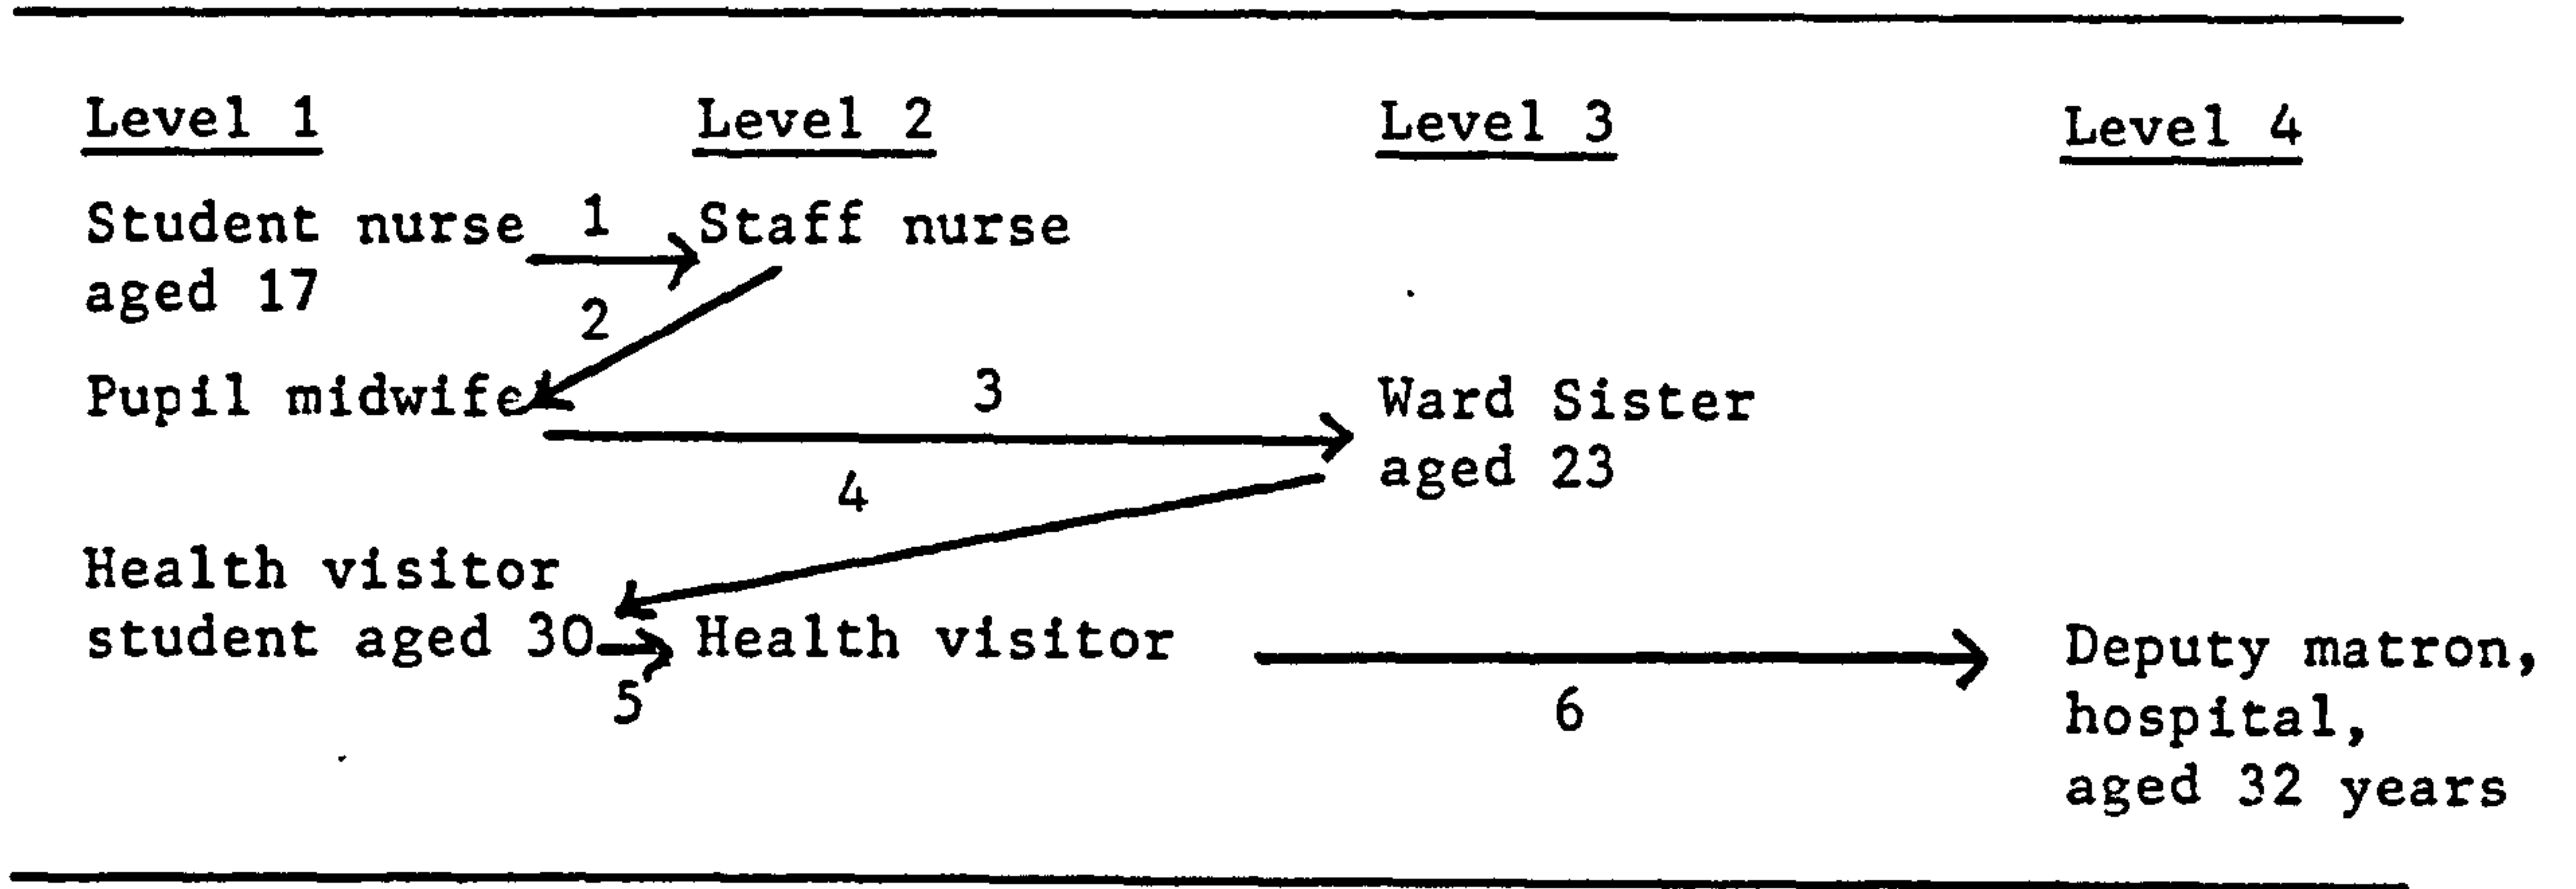 Level 1 Level 2 Level 3 Level 4
Student nurse 1 Staff nurse
aged 17
2
Pupil midwife 3 Ward Sister
aged 23
4
Health visitor
student aged 30 Health visitor Deputy matron,
5 6 hospital,
aged 32 years